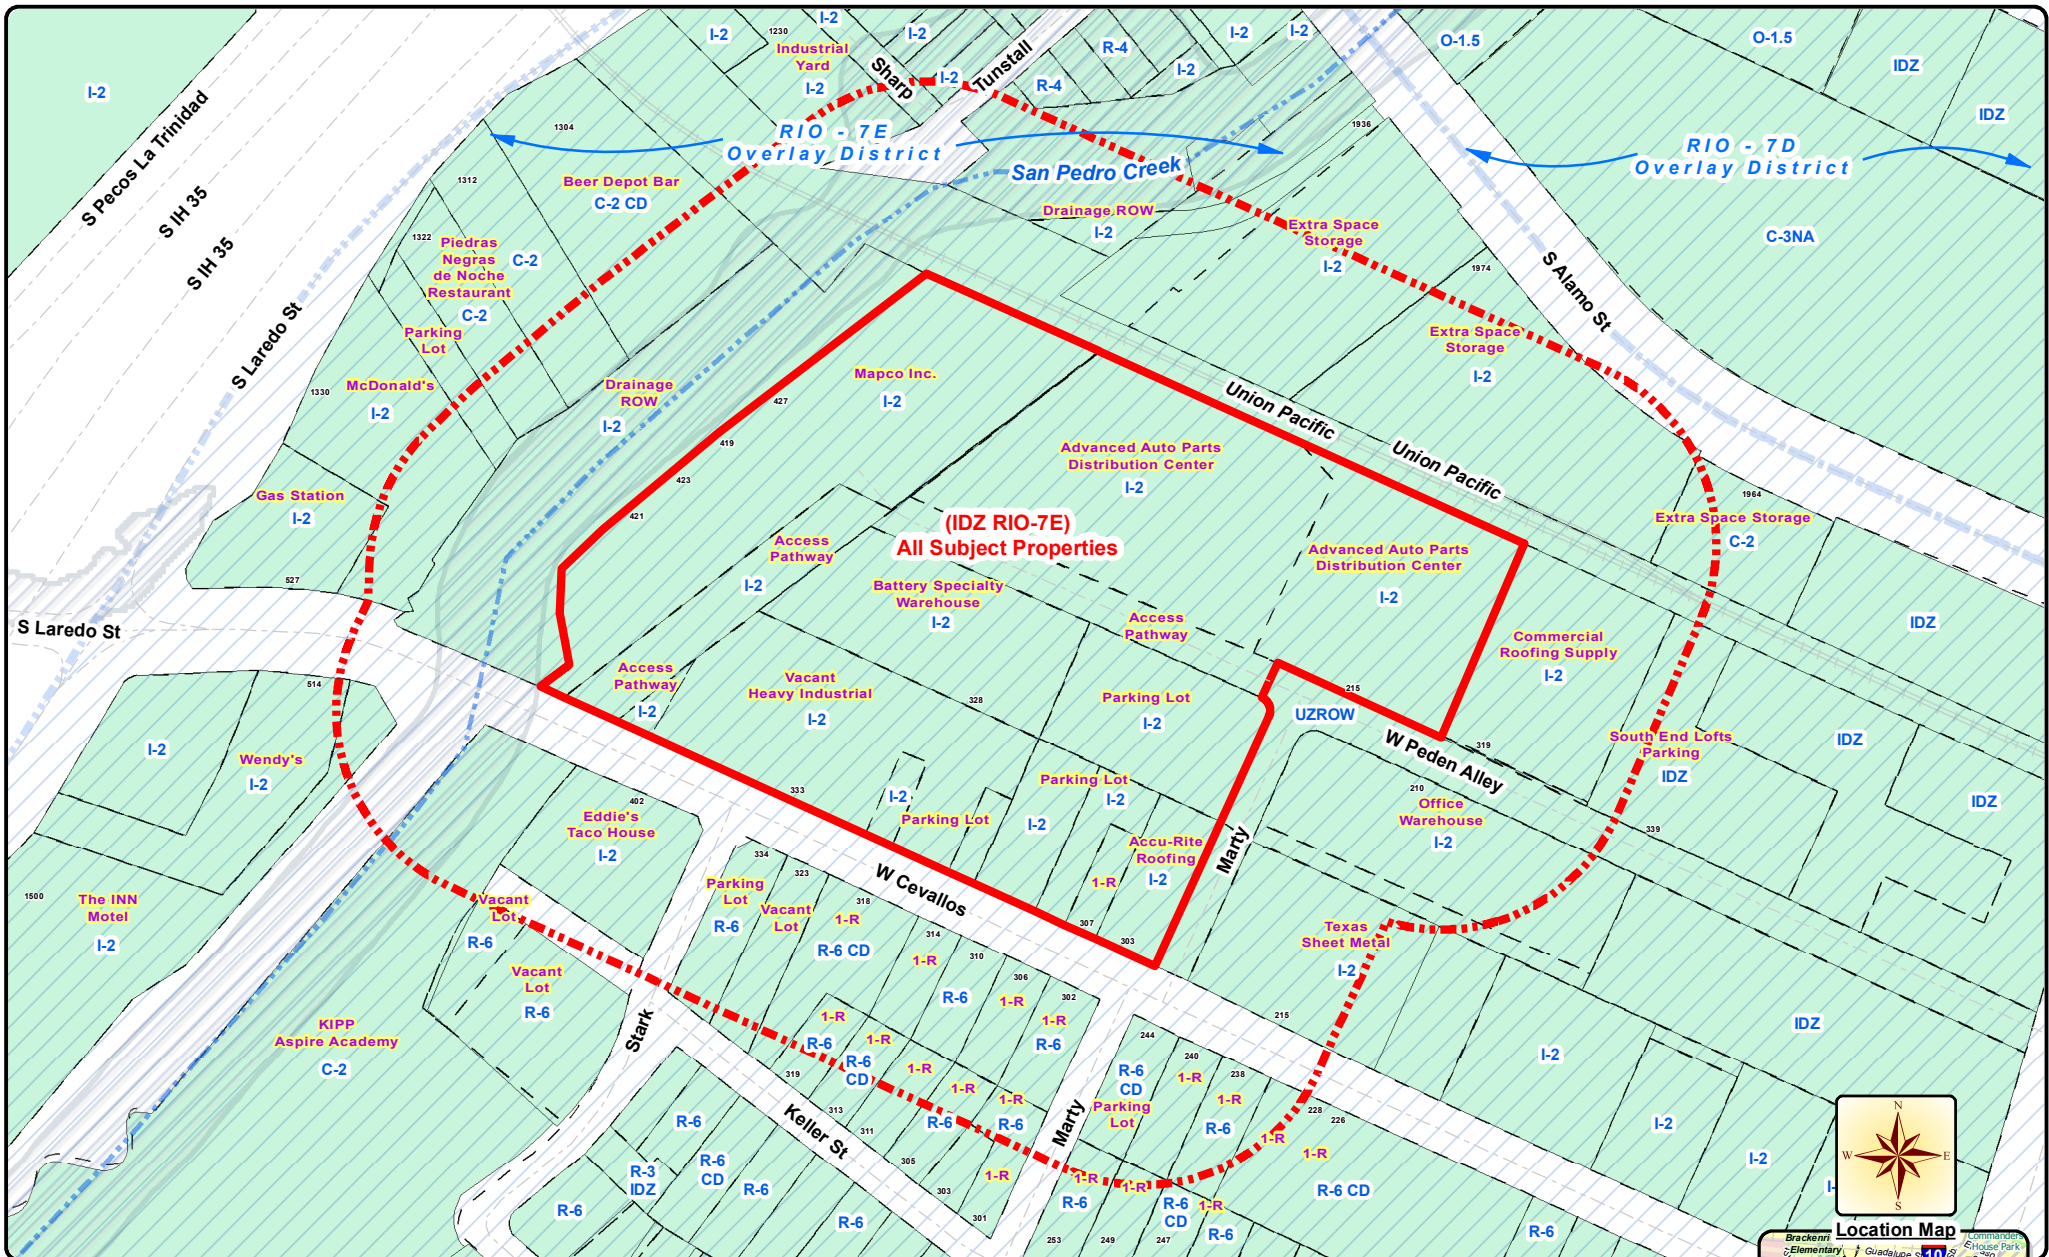 I-2
1230
I-2
I-2
I-2
I-2
O-1.5
O-1.5
Industrial
Yard
I-2
Sharp
I-2
Tunstall
R-4
R-4
I-2
IDZ
IDZ
I-2
S Pecos La Trinidad
S IH 35
S IH 35
S Laredo St
1304
RIO - 7E
Overlay District
1936
RIO - 7D
Overlay District
1312
Beer Depot Bar
C-2 CD
San Pedro Creek
Drainage ROW
I-2
Extra Space
Storage
I-2
C-3NA
1322
Piedras
Negras
de Noche
Restaurant
C-2
C-2
1974
S Alamo St
Parking
Lot
Extra Space
Storage
I-2
1330
McDonald's
I-2
Drainage
ROW
I-2
427
Mapco Inc.
I-2
Union Pacific
Union Pacific
419
423
421
Advanced Auto Parts
Distribution Center
I-2
Gas Station
I-2
1964
Extra Space Storage
C-2
(IDZ RIO-7E)
All Subject Properties
Access
Pathway
I-2
Battery Specialty
Warehouse
I-2
Advanced Auto Parts
Distribution Center
I-2
527
S Laredo St
Access
Pathway
Commercial
Roofing Supply
I-2
IDZ
514
Access
Pathway
I-2
Vacant
Heavy Industrial
I-2
328
Parking Lot
I-2
215
UZROW
I-2
Wendy's
I-2
W Peden Alley
319
South End Lofts
Parking
IDZ
IDZ
333
I-2
Parking Lot
Parking Lot
I-2
I-2
210
Office
Warehouse
I-2
339
IDZ
402
Eddie's
Taco House
I-2
Accu-Rite
Roofing
I-2
1-R
Marty
334
323
318
W Cevallos
307
303
1500
The INN
Motel
I-2
Vacant
Lot
R-6
Parking
Lot
R-6
Vacant
Lot
1-R
R-6 CD
314
1-R
310
306
302
R-6
1-R
1-R
R-6
Texas
Sheet Metal
I-2
Vacant
Lot
R-6
KIPP
Aspire Academy
C-2
Stark
1-R
R-6
1-R
R-6
CD
1-R
1-R
1-R
R-6
R-6
215
IDZ
I-2
244
R-6
CD
Parking
Lot
240
1-R
238
1-R
R-6
228
226
319
313
311
305
303
301
Keller St
Marty
1-R
1-R
R-6 CD
I-2
I-2
I-
R-6
R-3
IDZ
R-6
CD
R-6
R-6
R-6
1-R
1-R
R-6
1-R
R-6
CD
1-R
R-6
R-6
253
249
247
N
W
E
S
Location Map
Brackenri
Elementary
Guadalupe S
10
Commanders
House Park